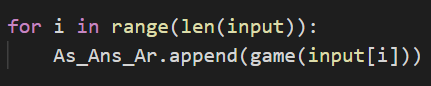 for i in range(len(input)):
    As_Ans_Ar.append(game(input[i]))